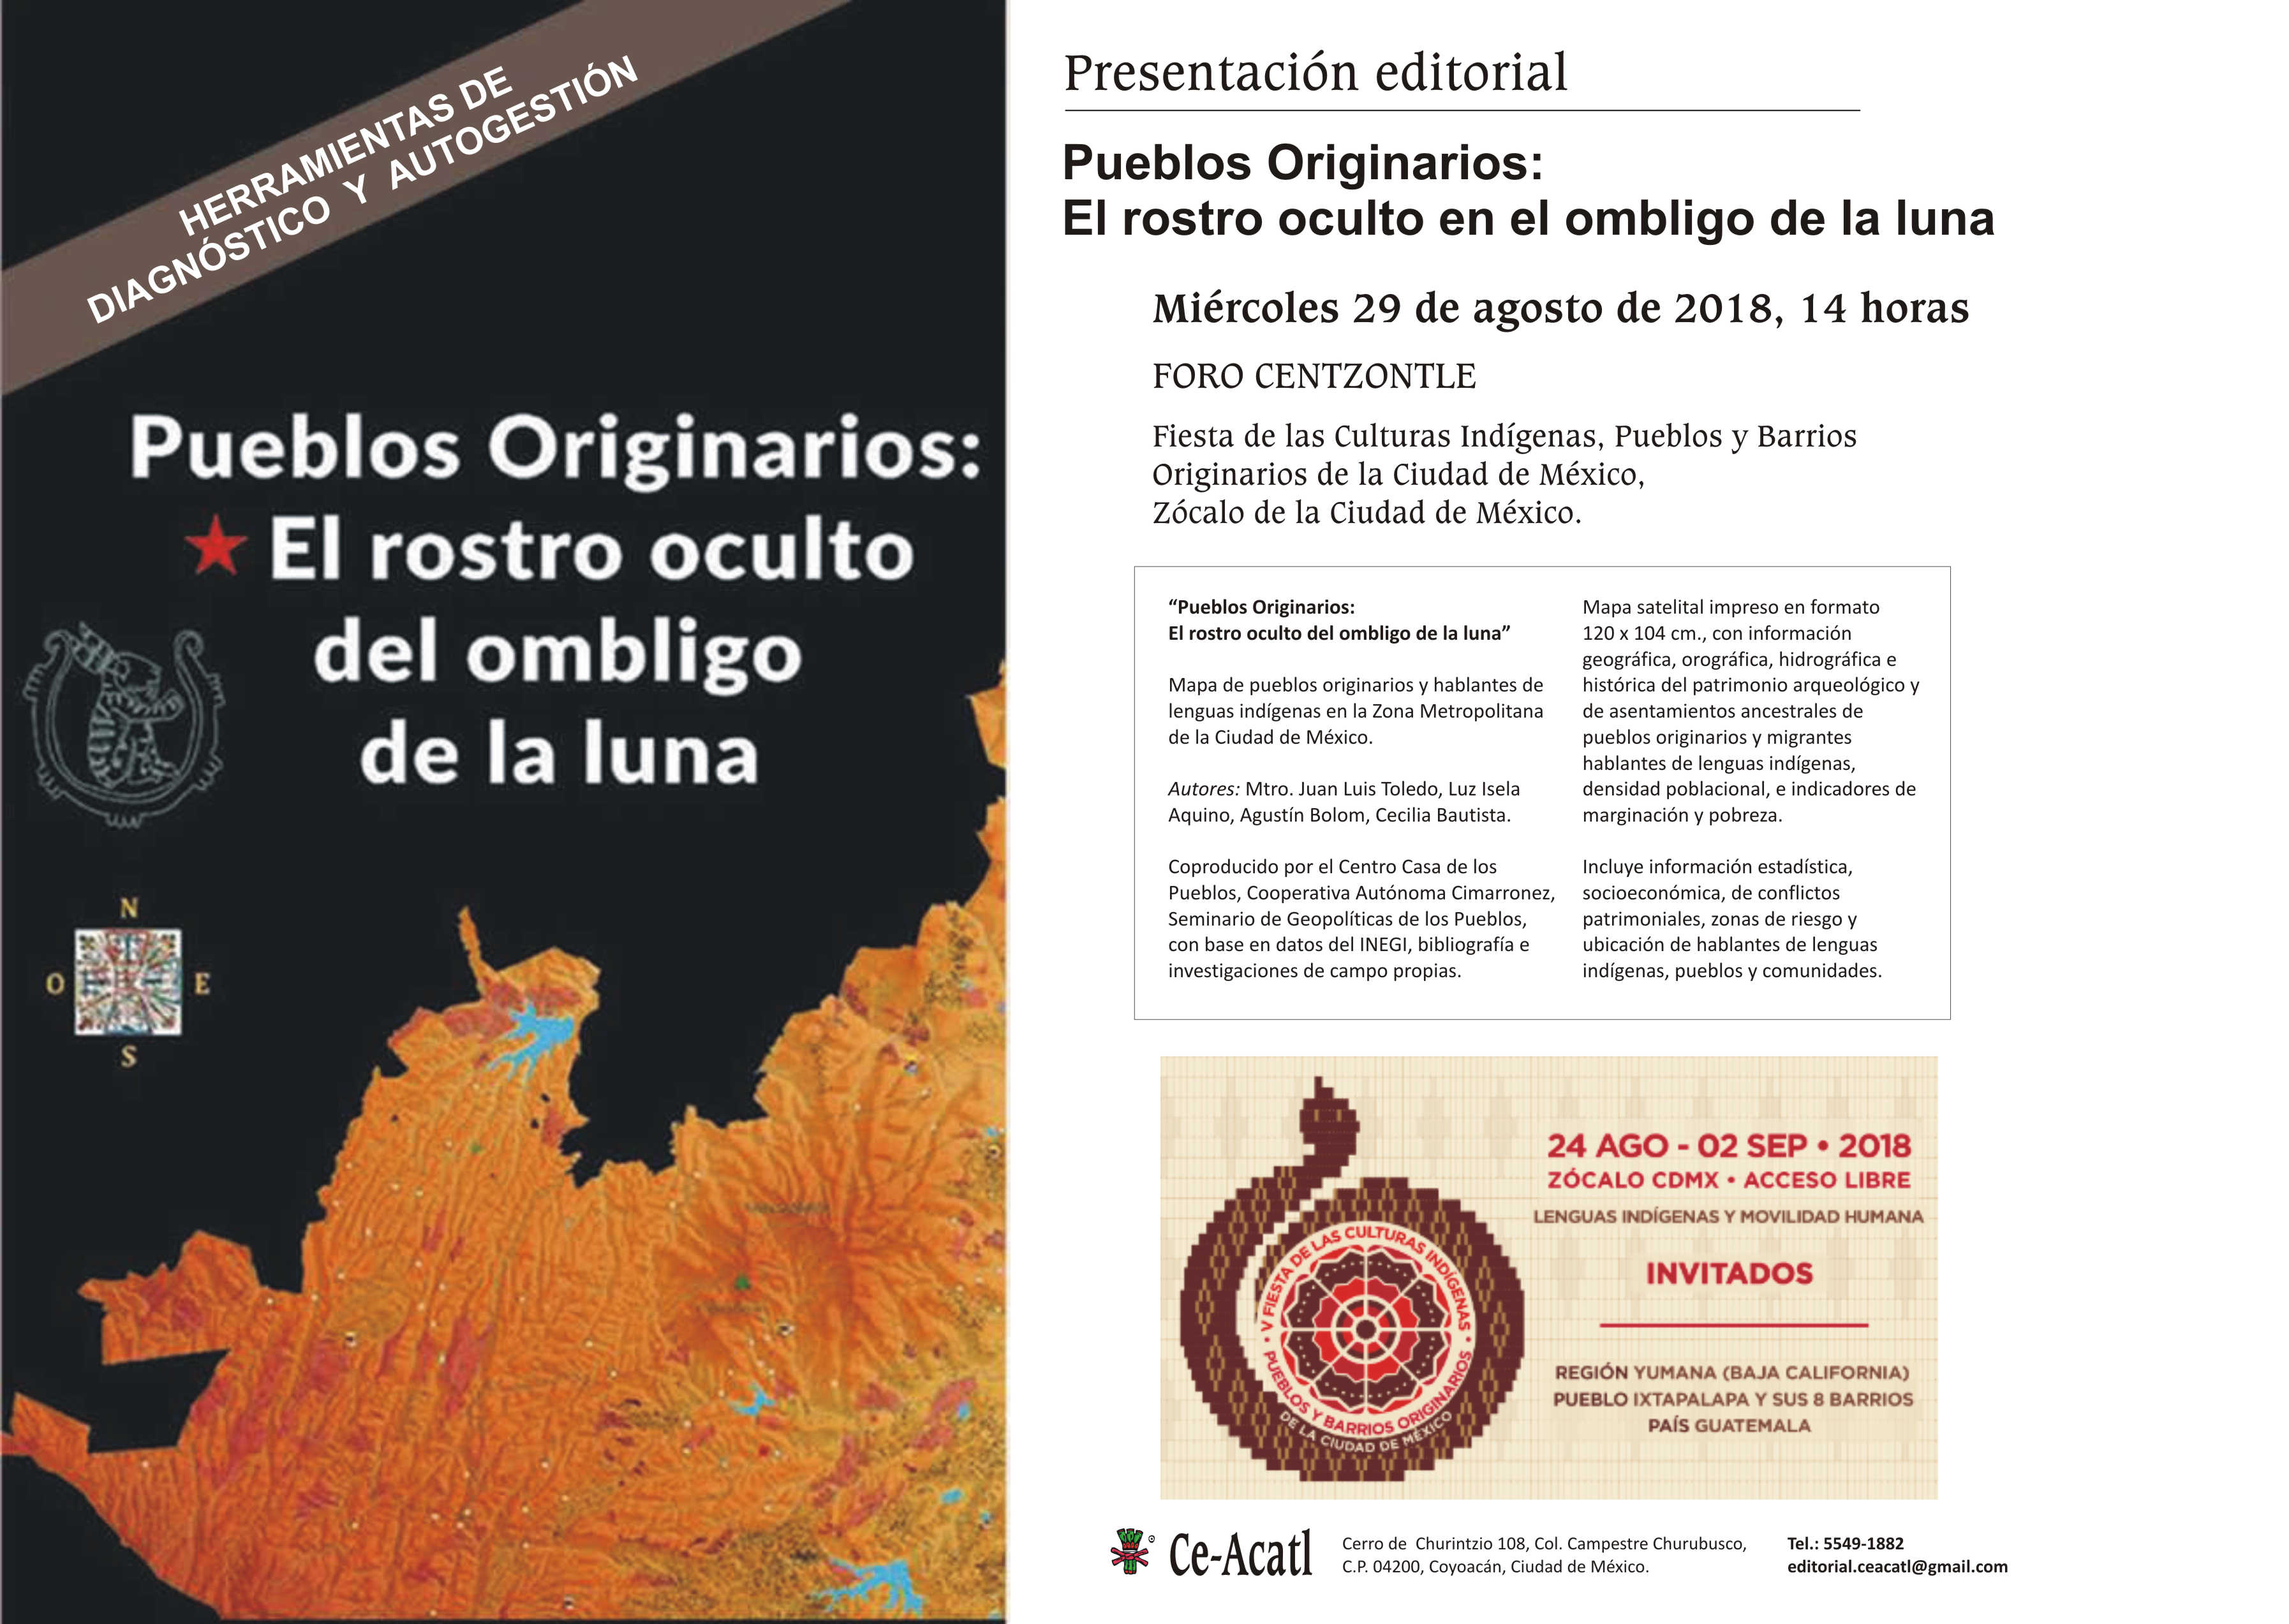 HERRAMIENTAS DE
DIAGNÓSTICO Y AUTOGESTIÓN
Pueblos Originarios:
El rostro oculto
del ombligo
de la luna
N
O
E
S
Presentación editorial
Pueblos Originarios:
El rostro oculto en el ombligo de la luna
Miércoles 29 de agosto de 2018, 14 horas
FORO CENTZONTLE
Fiesta de las Culturas Indígenas, Pueblos y Barrios
Originarios de la Ciudad de México,
Zócalo de la Ciudad de México.
“Pueblos Originarios:
El rostro oculto del ombligo de la luna”
Mapa de pueblos originarios y hablantes de
lenguas indígenas en la Zona Metropolitana
de la Ciudad de México.
Autores: Mtro. Juan Luis Toledo, Luz Isela
Aquino, Agustín Bolom, Cecilia Bautista.
Coproducido por el Centro Casa de los
Pueblos, Cooperativa Autónoma Cimarronez,
Seminario de Geopolíticas de los Pueblos,
con base en datos del INEGI, bibliografía e
investigaciones de campo propias.
Mapa satelital impreso en formato
120 x 104 cm., con información
geográfica, orográfica, hidrográfica e
histórica del patrimonio arqueológico y
de asentamientos ancestrales de
pueblos originarios y migrantes
hablantes de lenguas indígenas,
densidad poblacional, e indicadores de
marginación y pobreza.
Incluye información estadística,
socioeconómica, de conflictos
patrimoniales, zonas de riesgo y
ubicación de hablantes de lenguas
indígenas, pueblos y comunidades.
• V FIESTA DE LAS CULTURAS INDÍGENAS •
PUEBLOS Y BARRIOS ORIGINARIOS
DE LA CIUDAD DE MÉXICO
24 AGO - 02 SEP • 2018
ZÓCALO CDMX • ACCESO LIBRE
LENGUAS INDÍGENAS Y MOVILIDAD HUMANA
INVITADOS
REGIÓN YUMANA (BAJA CALIFORNIA)
PUEBLO IXTAPALAPA Y SUS 8 BARRIOS
PAÍS GUATEMALA
Ce-Acatl
Cerro de Churintzio 108, Col. Campestre Churubusco,
C.P. 04200, Coyoacán, Ciudad de México.
Tel.: 5549-1882
editorial.ceacatl@gmail.com